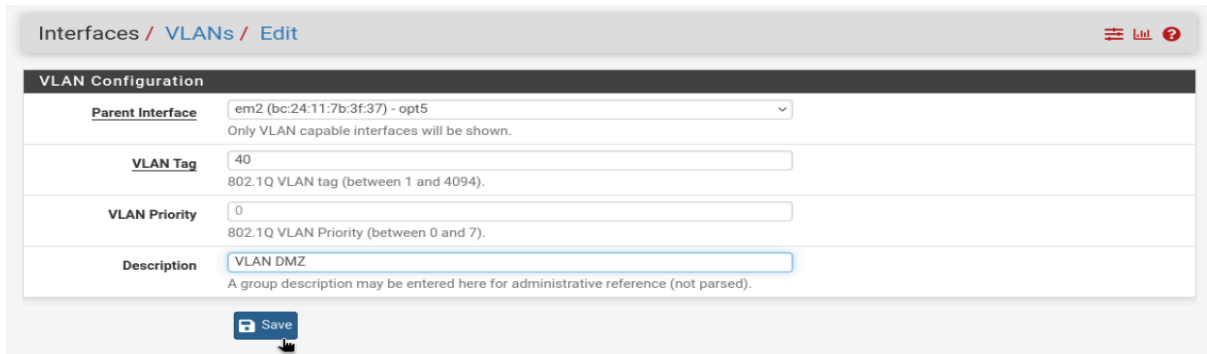 Interfaces / VLANs / Edit
VLAN Configuration
Parent Interface
em2 (bc:24:11:7b:3f:37) - opt5
Only VLAN capable interfaces will be shown.
VLAN Tag
40
802.1Q VLAN tag (between 1 and 4094).
VLAN Priority
0
802.1Q VLAN Priority (between 0 and 7).
Description
VLAN DMZ
A group description may be entered here for administrative reference (not parsed).
Save